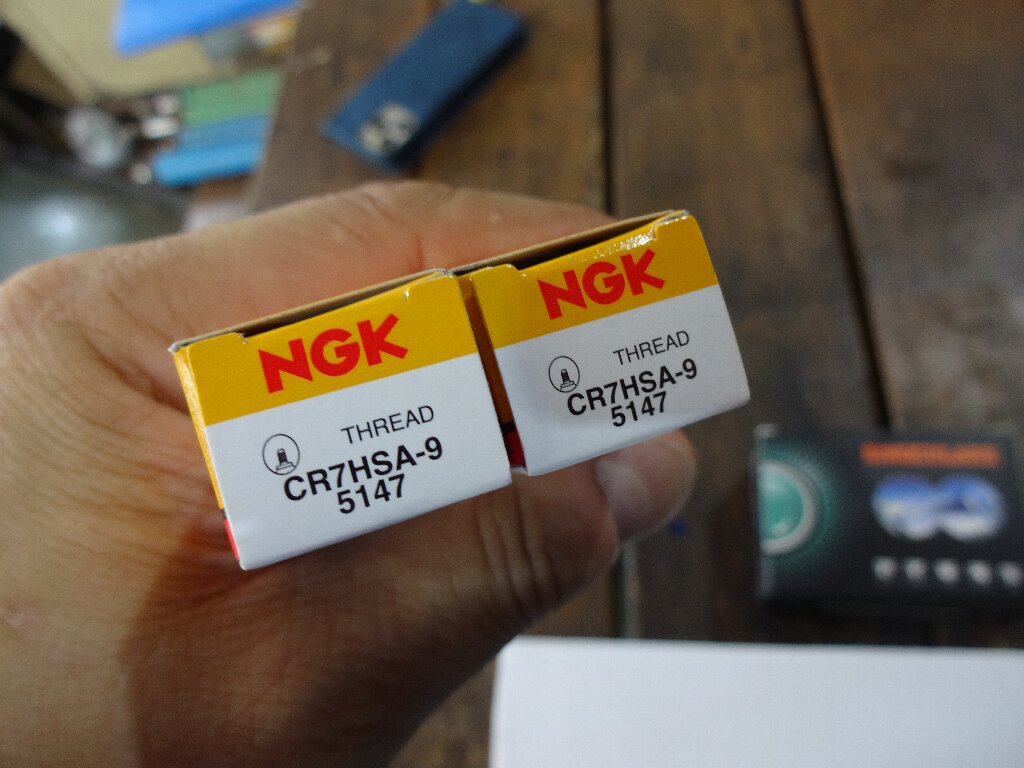 NGK
THREAD
CR7HSA-9
5147
NGK
THREAD
CR7HSA-9
5147